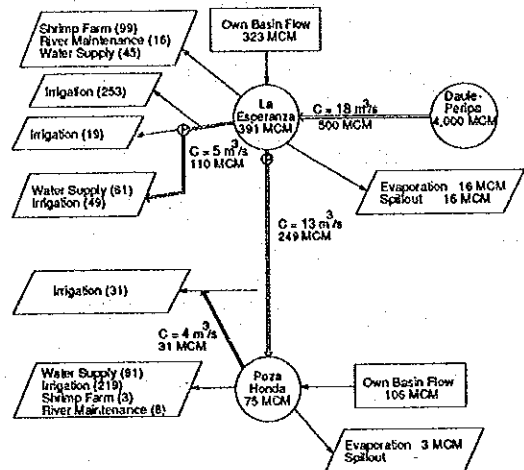 Shrimp Farm (99)
River Maintenance (16)
Water Supply (45)
Own Basin Flow
323 MCM
Irrigation (253)
La
Esperanza
391 MCM
C = 18 m³/s
500 MCM
Daule-
Peripa
4,000 MCM
Irrigation (19)
C = 5 m³/s
110 MCM
P
Water Supply (61)
Irrigation (49)
P
Evaporation 16 MCM
Spillout 16 MCM
C = 13 m³/s
249 MCM
Irrigation (31)
C = 4 m³/s
31 MCM
Water Supply (91)
Irrigation (219)
Shrimp Farm (3)
River Maintenance (8)
Poza
Honda
75 MCM
Own Basin Flow
106 MCM
Evaporation 3 MCM
Spillout